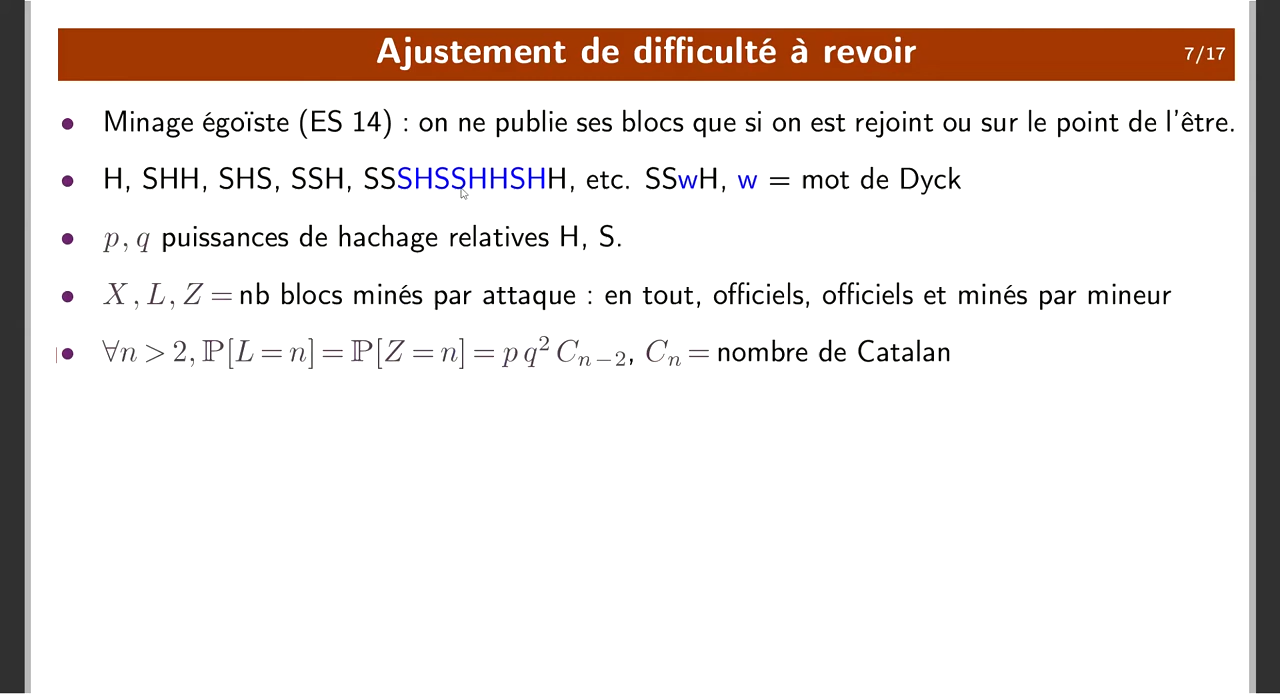 Ajustement de difficulté à revoir
7/17
• Minage égoïste (ES 14) : on ne publie ses blocs que si on est rejoint ou sur le point de l'être.
• H, SHH, SHS, SSH, SSSHSSHHSHH, etc. SSwH, w = mot de Dyck
• p, q puissances de hachage relatives H, S.
• X, L, Z = nb blocs minés par attaque : en tout, officiels, officiels et minés par mineur
• ∀n > 2, ℙ[L = n] = ℙ[Z = n] = p q² Cₙ₋₂, Cₙ = nombre de Catalan